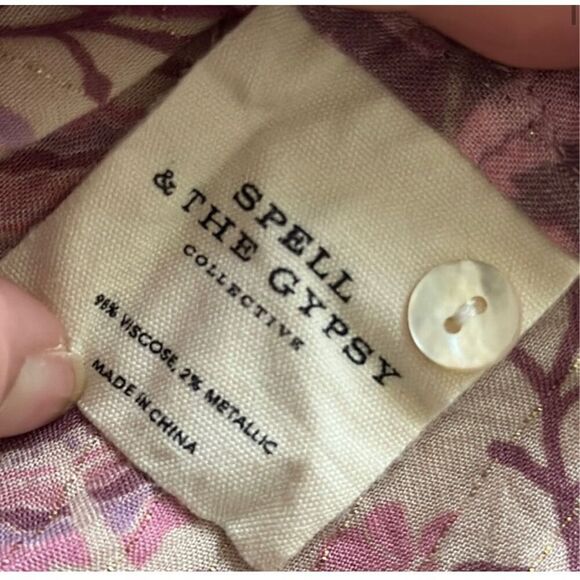 SPELL
& THE GYPSY
COLLECTIVE
98% VISCOSE, 2% METALLIC
MADE IN CHINA